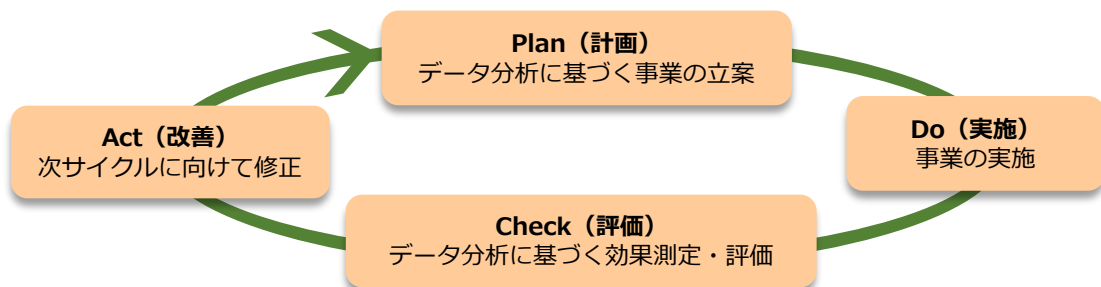 Plan（計画）
データ分析に基づく事業の立案
Do（実施）
事業の実施
Check（評価）
データ分析に基づく効果測定・評価
Act（改善）
次サイクルに向けて修正